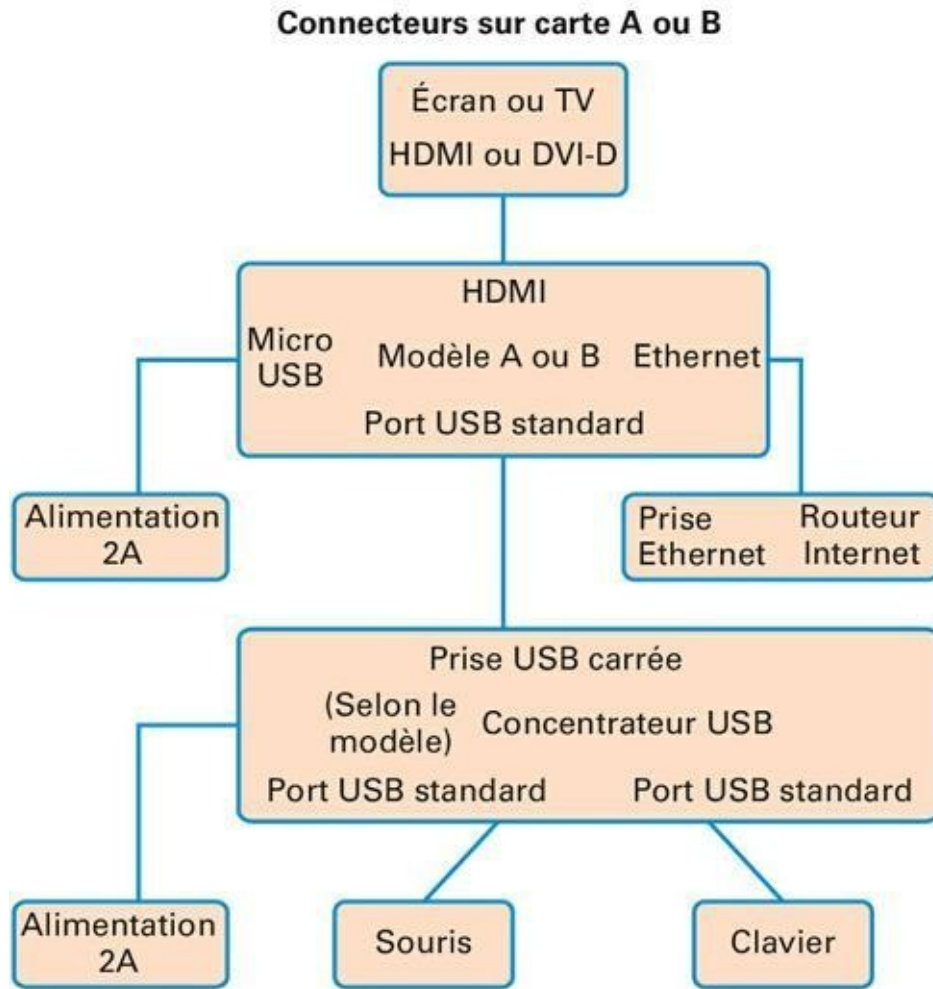 Connecteurs sur carte A ou B
Écran ou TV
HDMI ou DVI-D
HDMI
Micro
USB
Modèle A ou B
Ethernet
Port USB standard
Alimentation
2A
Prise
Ethernet
Routeur
Internet
Prise USB carrée
(Selon le
modèle)
Concentrateur USB
Port USB standard
Port USB standard
Alimentation
2A
Souris
Clavier